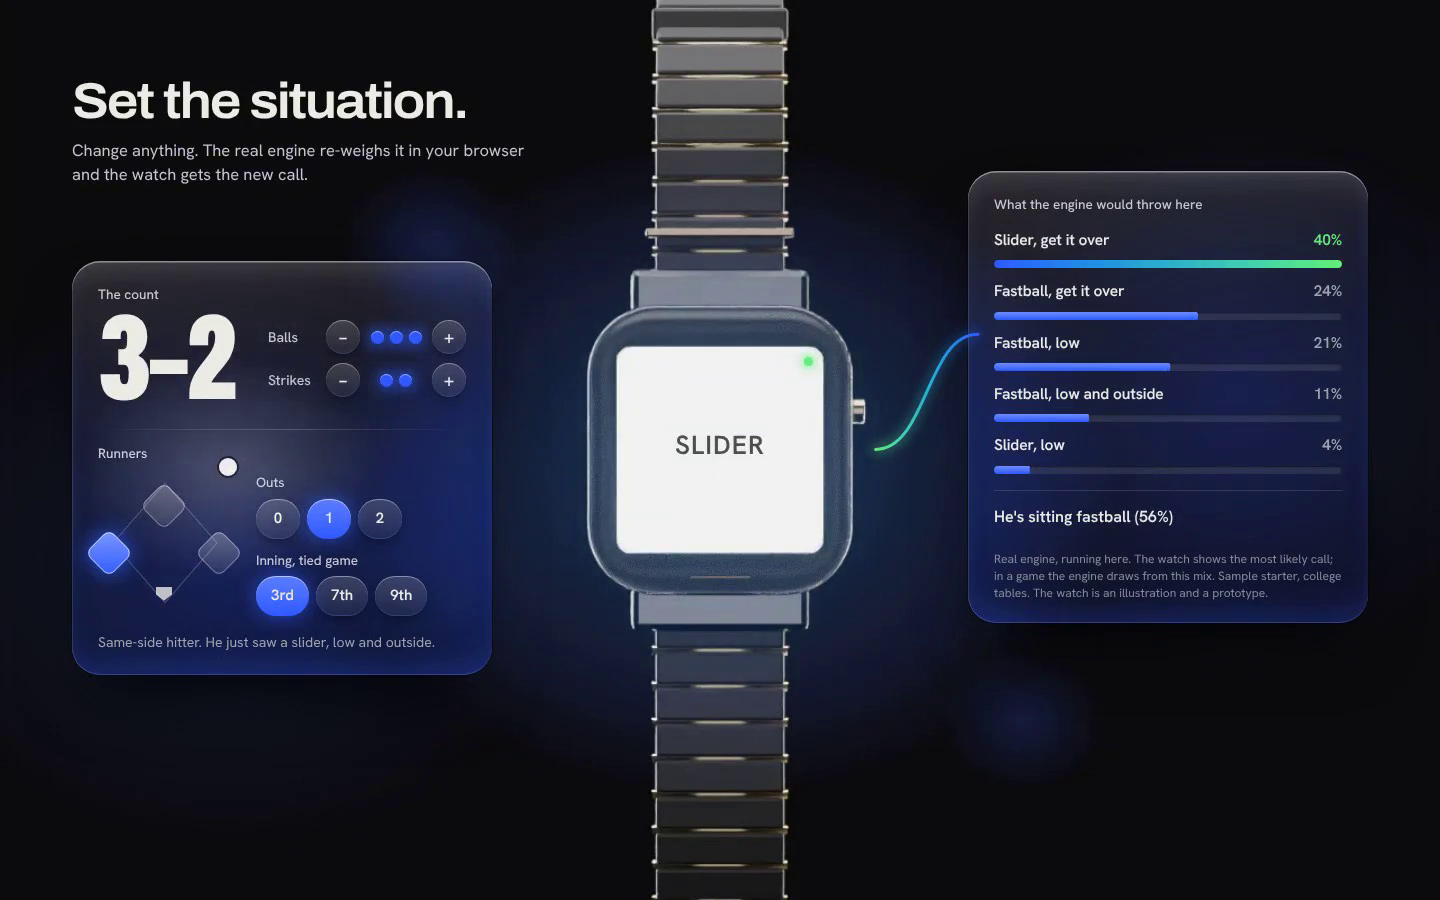 Set the situation.
Change anything. The real engine re-weighs it in your browser
and the watch gets the new call.
The count
3–2
Balls
–
+
Strikes
–
+
Runners
Outs
0
1
2
Inning, tied game
3rd
7th
9th
Same-side hitter. He just saw a slider, low and outside.
SLIDER
What the engine would throw here
Slider, get it over 40%
Fastball, get it over 24%
Fastball, low 21%
Fastball, low and outside 11%
Slider, low 4%
He's sitting fastball (56%)
Real engine, running here. The watch shows the most likely call;
in a game the engine draws from this mix. Sample starter, college
tables. The watch is an illustration and a prototype.